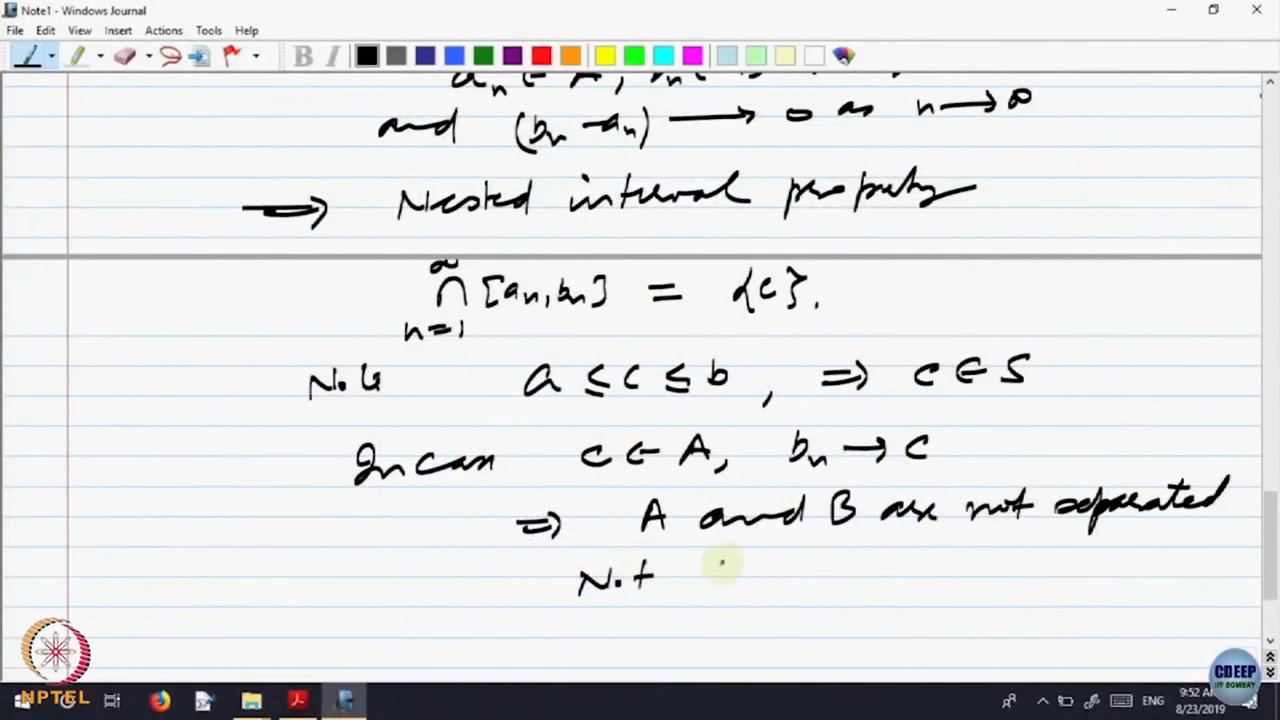 Note1 - Windows Journal
File Edit View Insert Actions Tools Help
and (bn - an) → 0 as n → ∞
⇒ Nested interval property
∞
∩ [an, bn] = {c}.
n=1
Note a ≤ c ≤ b, ⇒ c ∈ S
In case c ∈ A, bn → c
⇒ A and B are not separated
Not
NPTEL
CDEEP
IIT BOMBAY
ENG
9:52 AM
8/23/2019